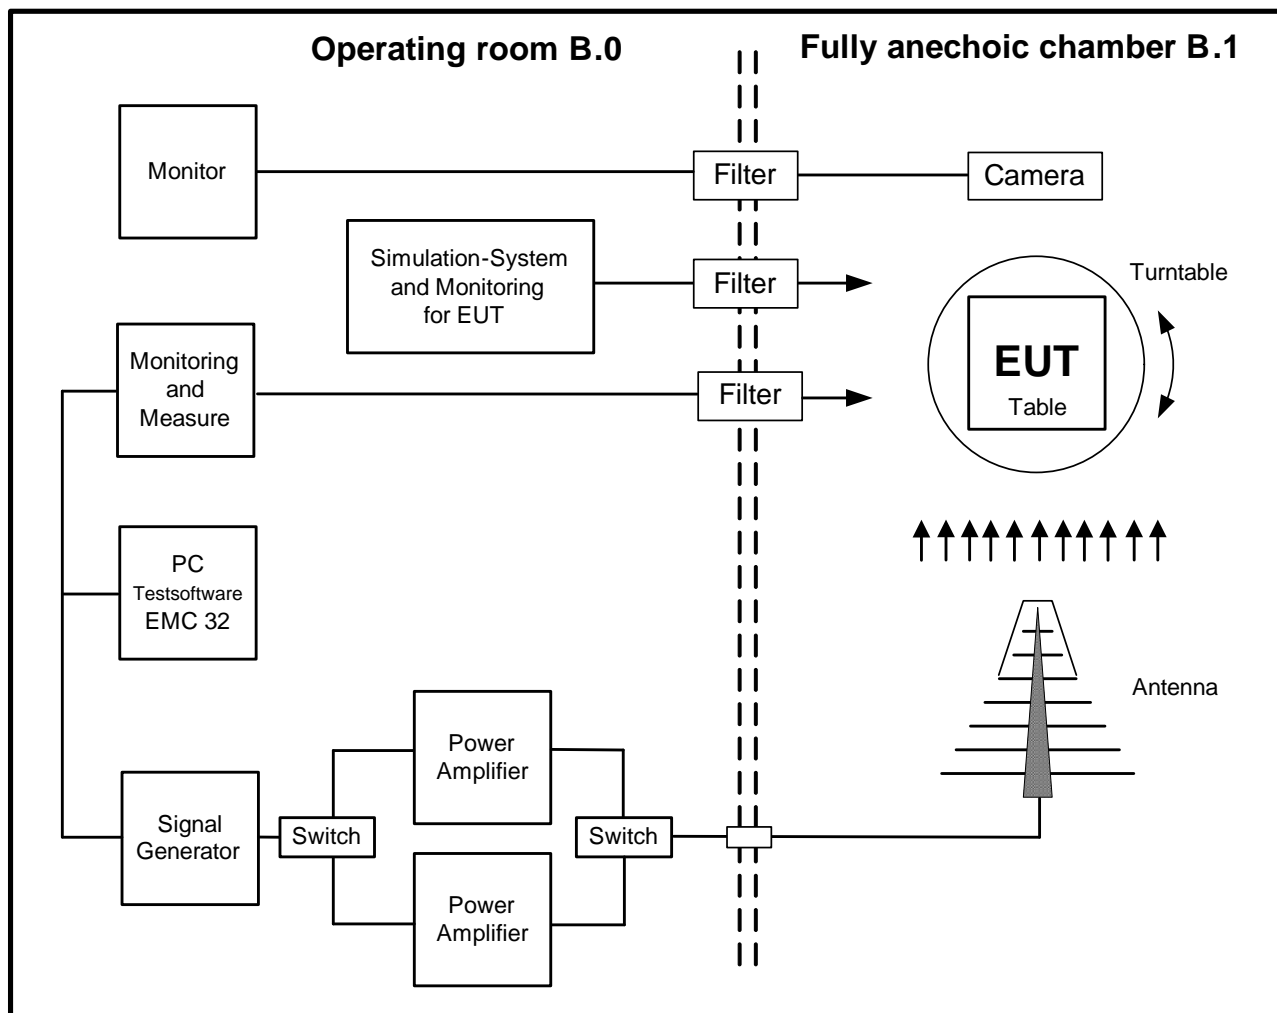 Operating room B.0
Fully anechoic chamber B.1
Monitor
Filter
Camera
Simulation-System
and Monitoring
for EUT
Filter
Turntable
Monitoring
and
Measure
Filter
EUT
Table
PC
Testsoftware
EMC 32
Antenna
Power
Amplifier
Signal
Generator
Switch
Switch
Power
Amplifier